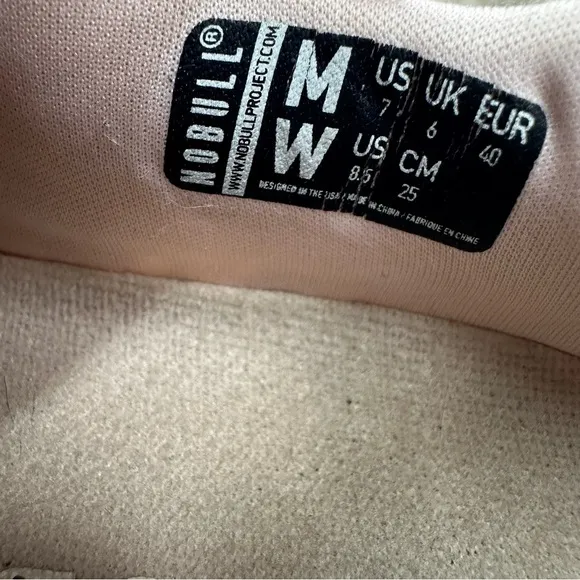 NOBULL®
WWW.NOBULLPROJECT.COM
M US 7 UK 6 EUR 40
W US 8.5 CM 25
DESIGNED IN THE USA / MADE IN CHINA / FABRIQUE EN CHINE